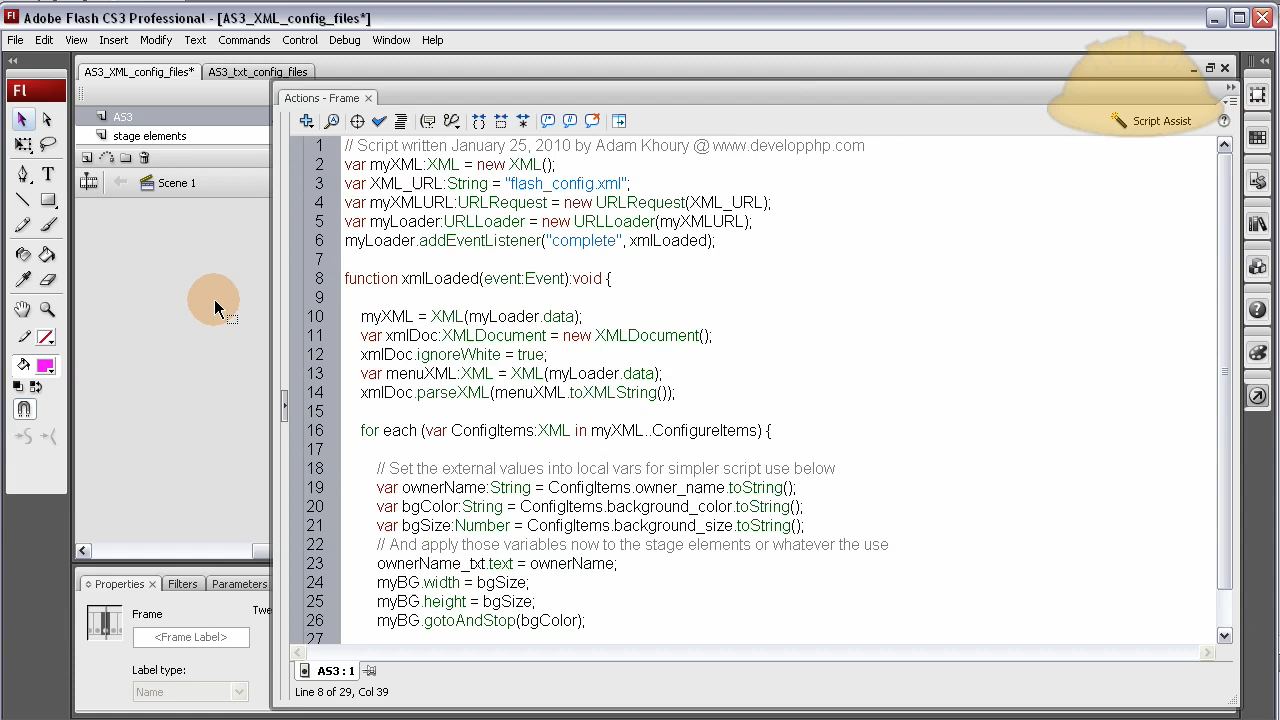 Adobe Flash CS3 Professional - [AS3_XML_config_files*]
File Edit View Insert Modify Text Commands Control Debug Window Help
AS3_XML_config_files* AS3_txt_config_files
Fl
Actions - Frame
AS3
stage elements
Script Assist
Scene 1
1 // Script written January 25, 2010 by Adam Khoury @ www.developphp.com
2 var myXML:XML = new XML();
3 var XML_URL:String = "flash_config.xml";
4 var myXMLURL:URLRequest = new URLRequest(XML_URL);
5 var myLoader:URLLoader = new URLLoader(myXMLURL);
6 myLoader.addEventListener("complete", xmlLoaded);
7
8 function xmlLoaded(event:Event):void {
9
10 myXML = XML(myLoader.data);
11 var xmlDoc:XMLDocument = new XMLDocument();
12 xmlDoc.ignoreWhite = true;
13 var menuXML:XML = XML(myLoader.data);
14 xmlDoc.parseXML(menuXML.toXMLString());
15
16 for each (var ConfigItems:XML in myXML..ConfigureItems) {
17
18 // Set the external values into local vars for simpler script use below
19 var ownerName:String = ConfigItems.owner_name.toString();
20 var bgColor:String = ConfigItems.background_color.toString();
21 var bgSize:Number = ConfigItems.background_size.toString();
22 // And apply those variables now to the stage elements or whatever the use
23 ownerName_txt.text = ownerName;
24 myBG.width = bgSize;
25 myBG.height = bgSize;
26 myBG.gotoAndStop(bgColor);
27
Properties Filters Parameters
Frame Twe
<Frame Label>
Label type:
Name
AS3 : 1
Line 8 of 29, Col 39